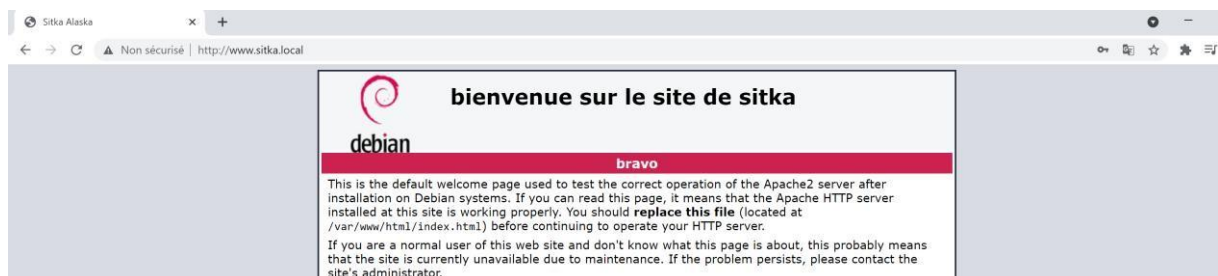 Sitka Alaska
Non sécurisé | http://www.sitka.local
bienvenue sur le site de sitka
debian
bravo
This is the default welcome page used to test the correct operation of the Apache2 server after
installation on Debian systems. If you can read this page, it means that the Apache HTTP server
installed at this site is working properly. You should replace this file (located at
/var/www/html/index.html) before continuing to operate your HTTP server.
If you are a normal user of this web site and don't know what this page is about, this probably means
that the site is currently unavailable due to maintenance. If the problem persists, please contact the
site's administrator.